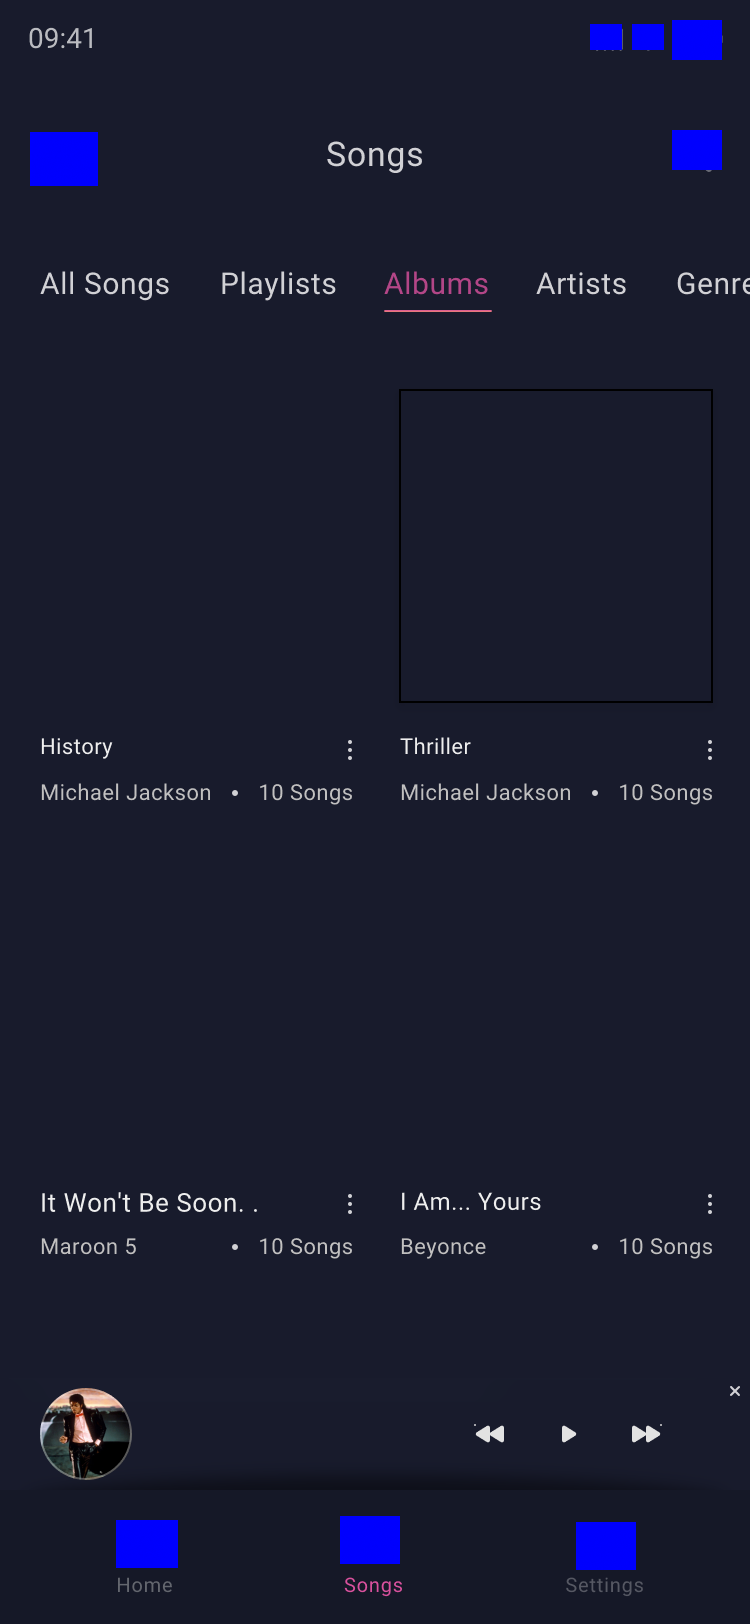 09:41
Songs
All Songs Playlists Albums Artists Genre
History Thriller
Michael Jackson • 10 Songs Michael Jackson • 10 Songs
It Won't Be Soon. . I Am... Yours
Maroon 5 • 10 Songs Beyonce • 10 Songs
Home Songs Settings